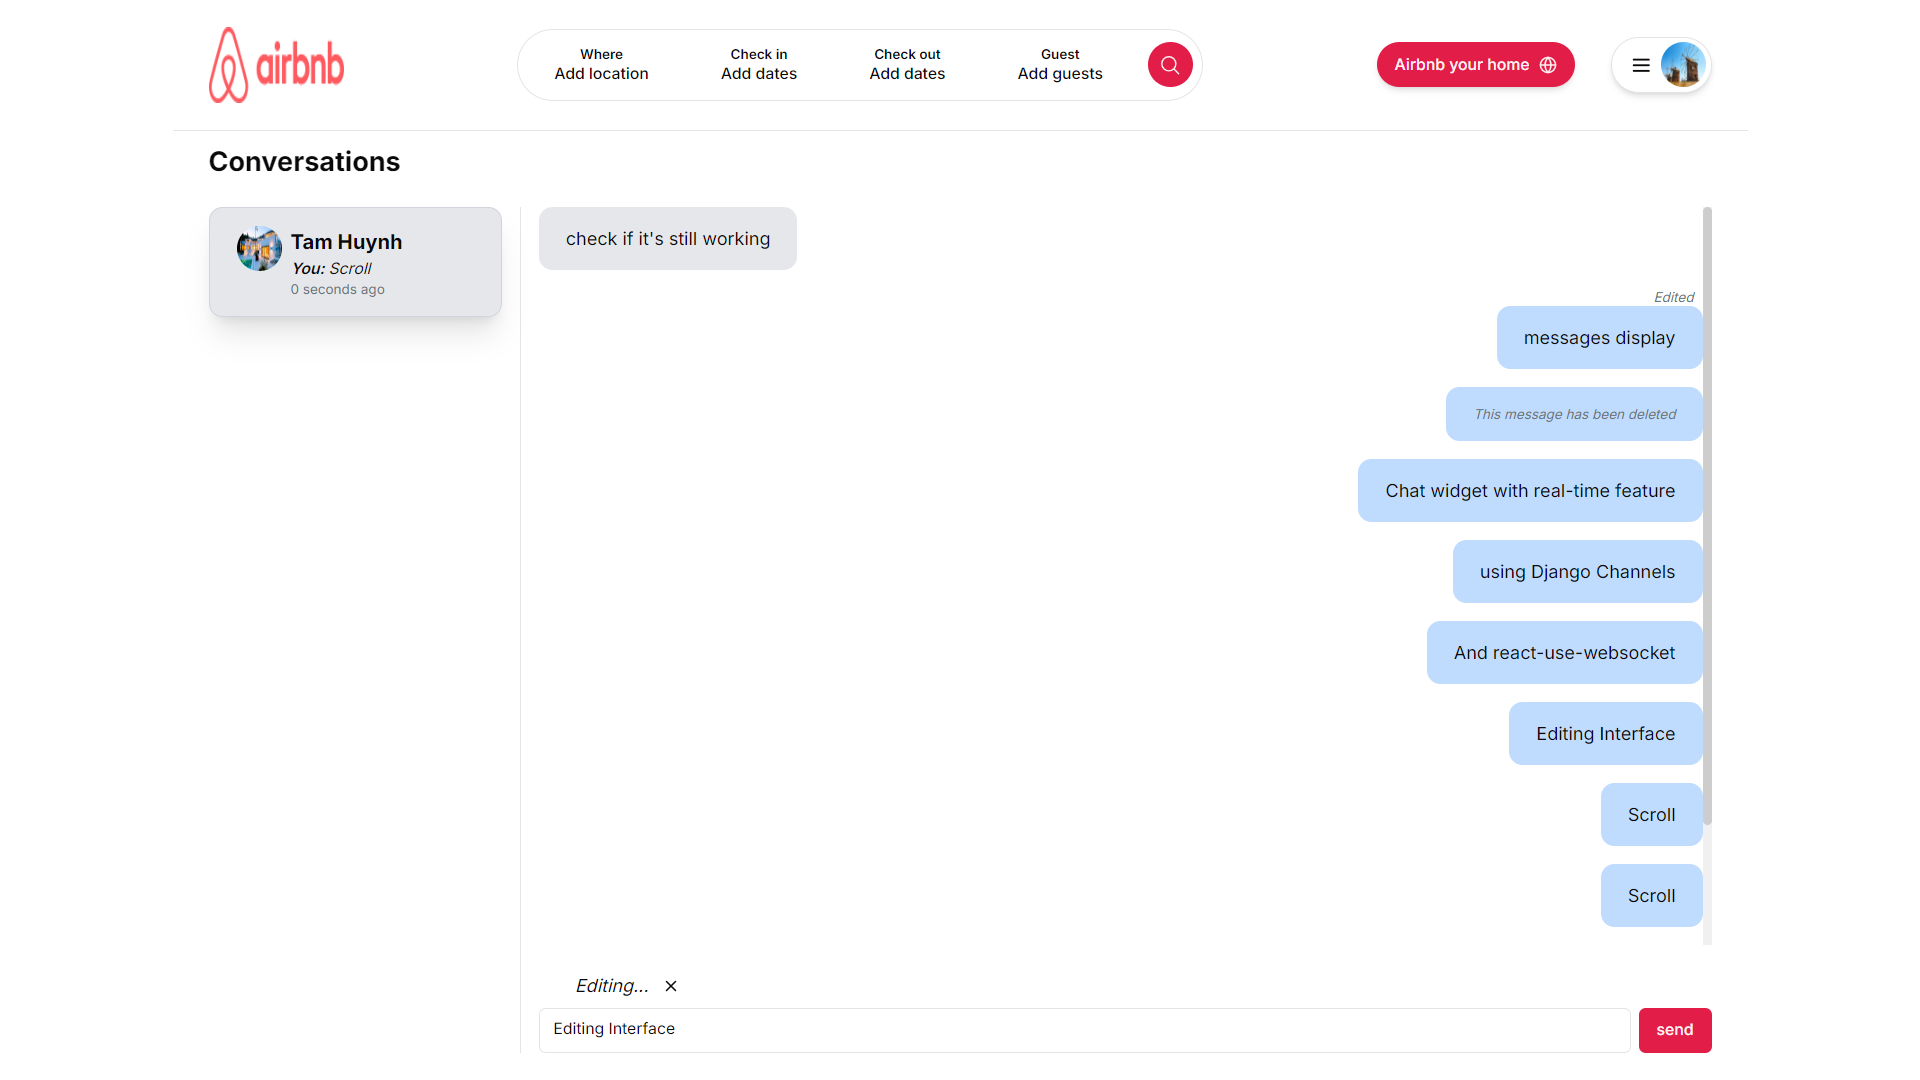 airbnb
Where
Add location
Check in
Add dates
Check out
Add dates
Guest
Add guests
Airbnb your home
Conversations
Tam Huynh
You: Scroll
0 seconds ago
check if it's still working
Edited
messages display
This message has been deleted
Chat widget with real-time feature
using Django Channels
And react-use-websocket
Editing Interface
Scroll
Scroll
Editing...
Editing Interface
send